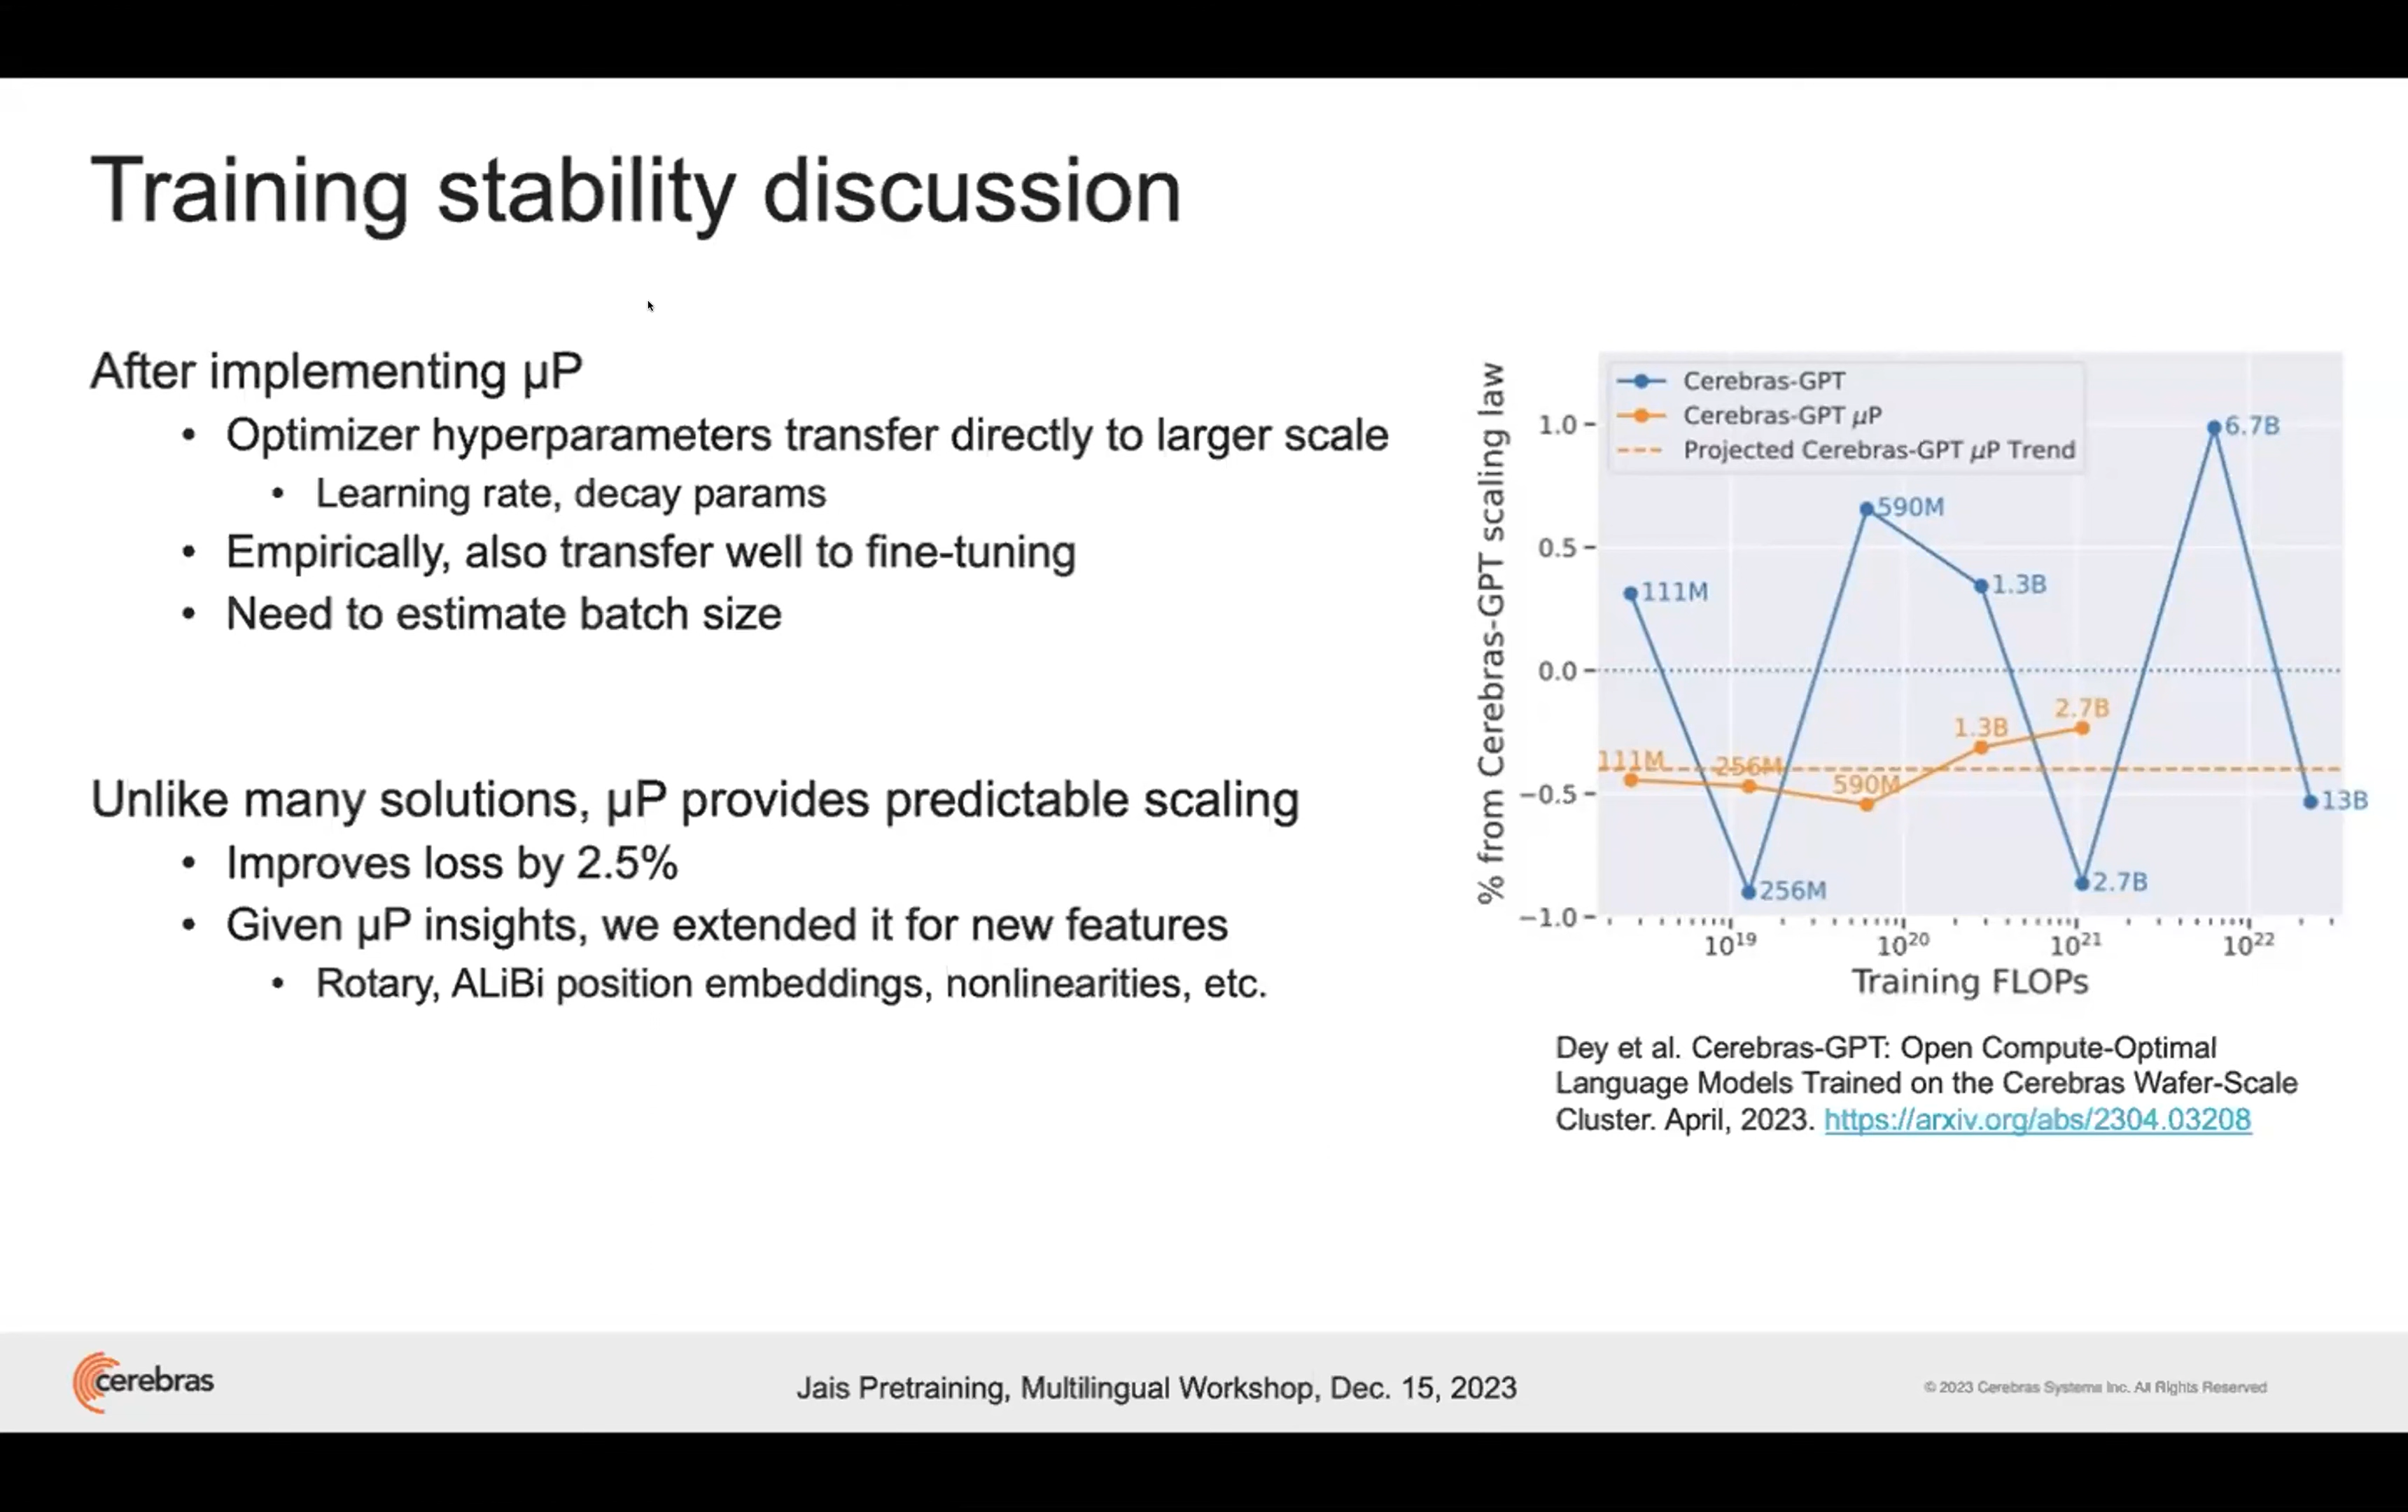 Training stability discussion
After implementing µP
• Optimizer hyperparameters transfer directly to larger scale
• Learning rate, decay params
• Empirically, also transfer well to fine-tuning
• Need to estimate batch size
Unlike many solutions, µP provides predictable scaling
• Improves loss by 2.5%
• Given µP insights, we extended it for new features
• Rotary, ALiBi position embeddings, nonlinearities, etc.
% from Cerebras-GPT scaling law
Cerebras-GPT
Cerebras-GPT µP
Projected Cerebras-GPT µP Trend
1.0
0.5
0.0
−0.5
−1.0
6.7B
590M
111M
1.3B
2.7B
1.3B
111M
256M
590M
13B
256M
2.7B
10¹⁹
10²⁰
10²¹
10²²
Training FLOPs
Dey et al. Cerebras-GPT: Open Compute-Optimal
Language Models Trained on the Cerebras Wafer-Scale
Cluster. April, 2023. https://arxiv.org/abs/2304.03208
cerebras
Jais Pretraining, Multilingual Workshop, Dec. 15, 2023
© 2023 Cerebras Systems Inc. All Rights Reserved